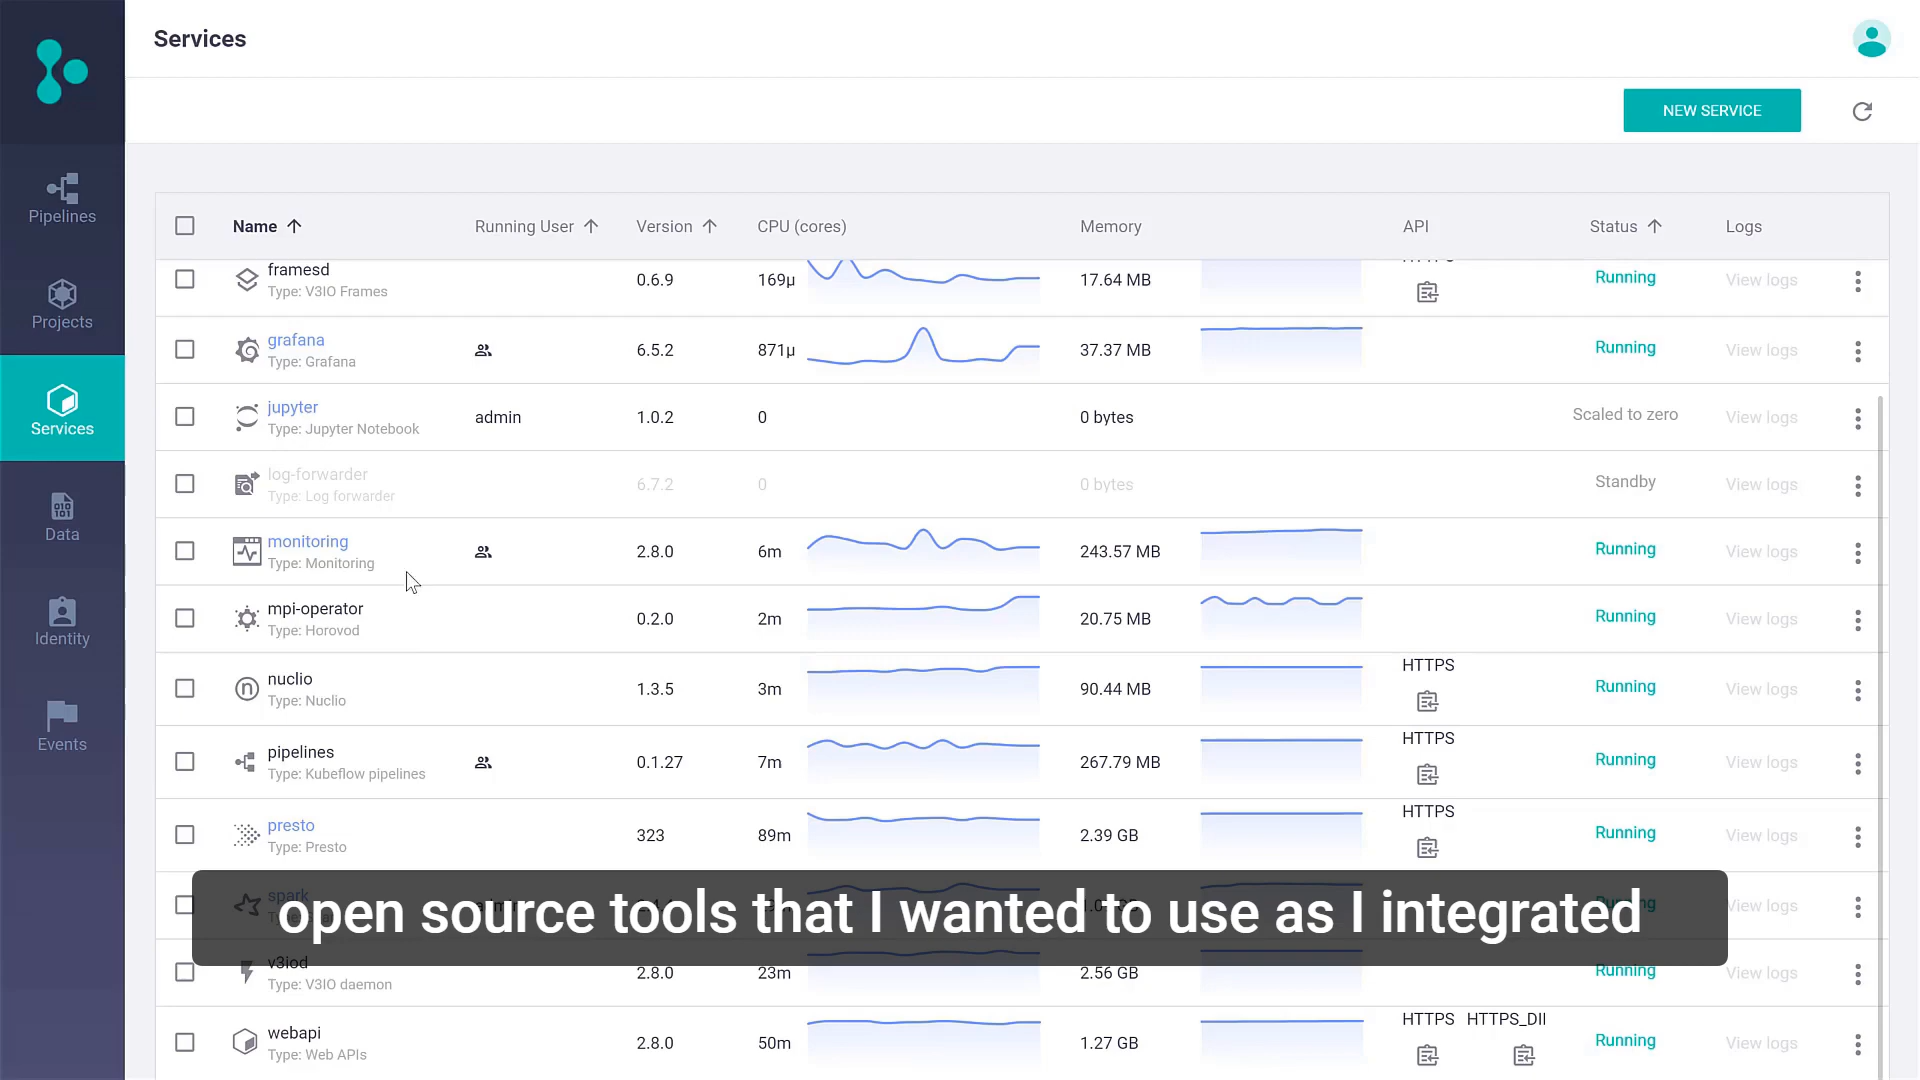 Services
NEW SERVICE
Pipelines
Projects
Services
Data
Identity
Events
Name Running User Version CPU (cores) Memory API Status Logs
framesd
Type: V3IO Frames
0.6.9 169µ 17.64 MB Running View logs
grafana
Type: Grafana
6.5.2 871µ 37.37 MB Running View logs
jupyter
Type: Jupyter Notebook
admin 1.0.2 0 0 bytes Scaled to zero View logs
log-forwarder
Type: Log forwarder
6.7.2 0 0 bytes Standby View logs
monitoring
Type: Monitoring
2.8.0 6m 243.57 MB Running View logs
mpi-operator
Type: Horovod
0.2.0 2m 20.75 MB Running View logs
nuclio
Type: Nuclio
1.3.5 3m 90.44 MB HTTPS Running View logs
pipelines
Type: Kubeflow pipelines
0.1.27 7m 267.79 MB HTTPS Running View logs
presto
Type: Presto
323 89m 2.39 GB HTTPS Running View logs
spark
View logs
open source tools that I wanted to use as I integrated
v3iod
Type: V3IO daemon
2.8.0 23m 2.56 GB Running View logs
webapi
Type: Web APIs
2.8.0 50m 1.27 GB HTTPS HTTPS_DII Running View logs